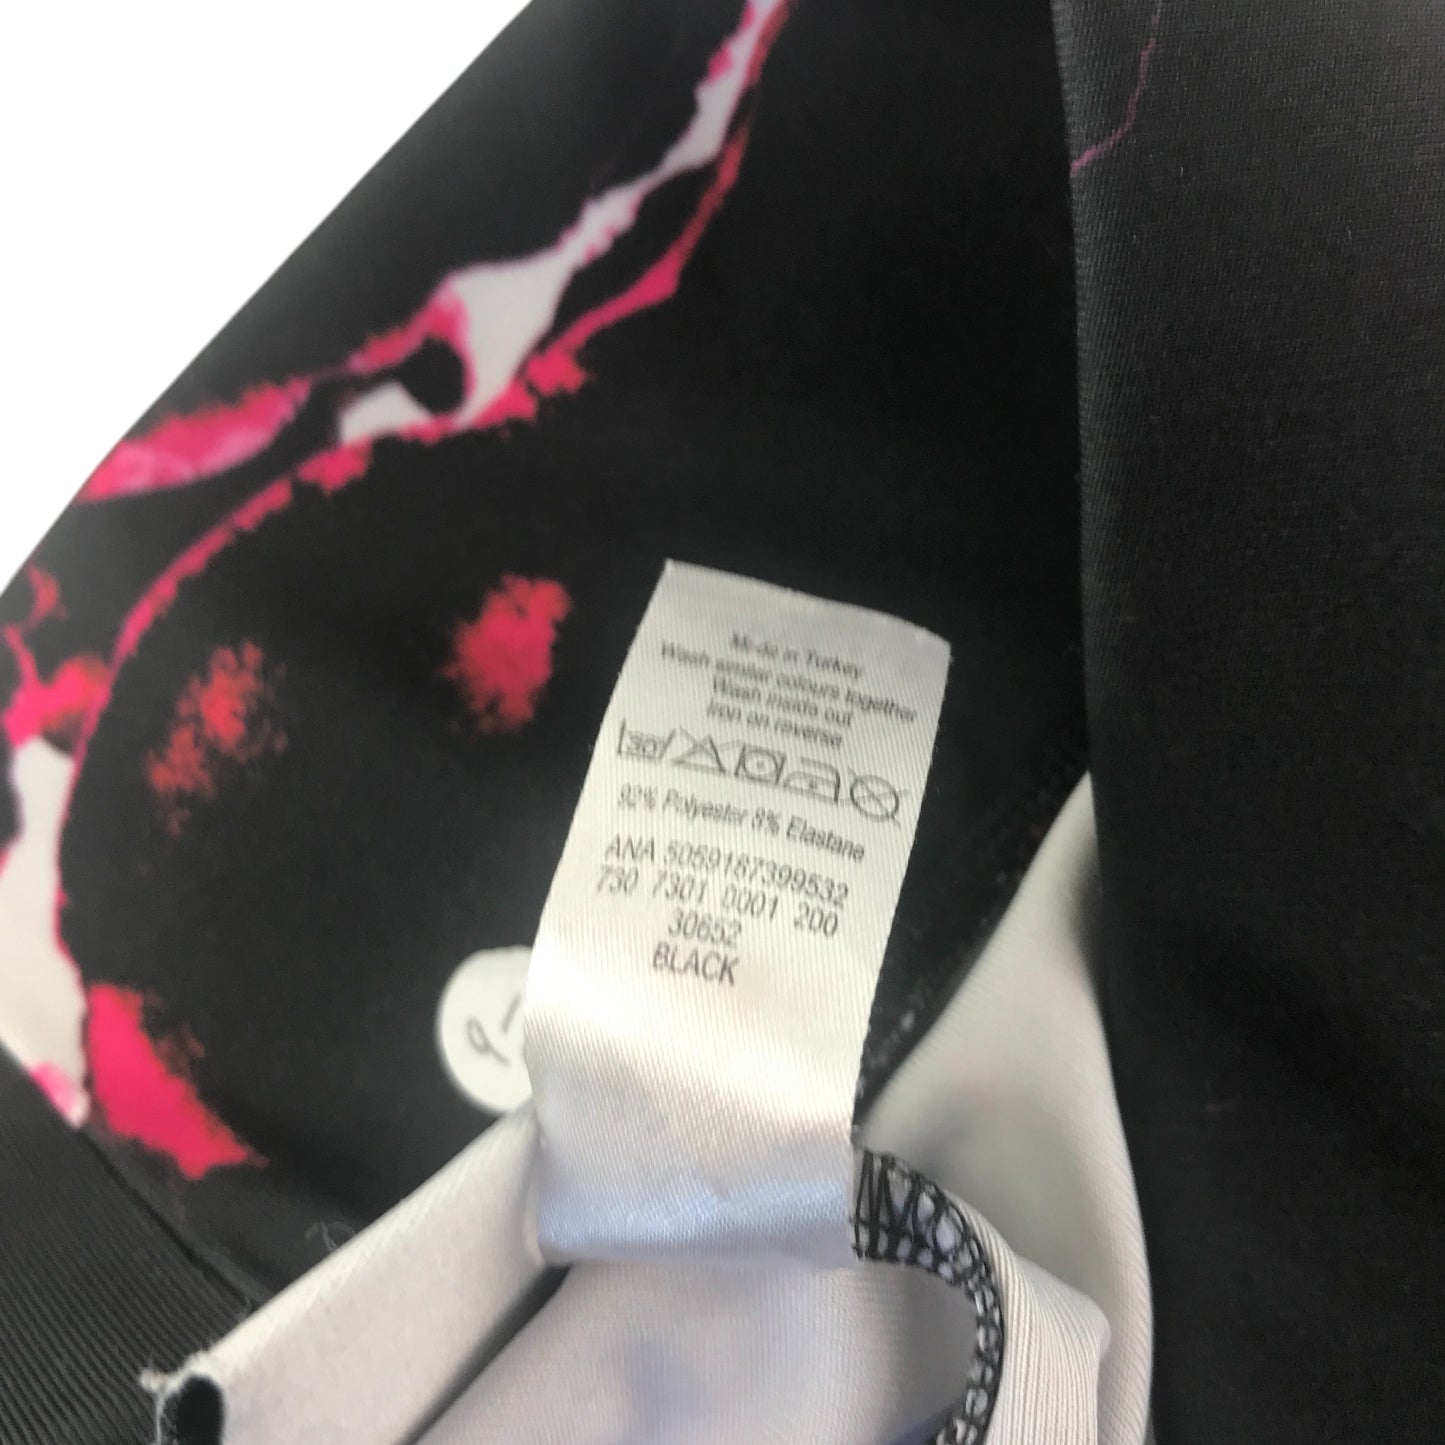 Made in Turkey
Wash similar colours together
Wash inside out
Iron on reverse
30
92% Polyester 8% Elastane
ANA 5059187399532
730 7301 0001 200
30652
BLACK